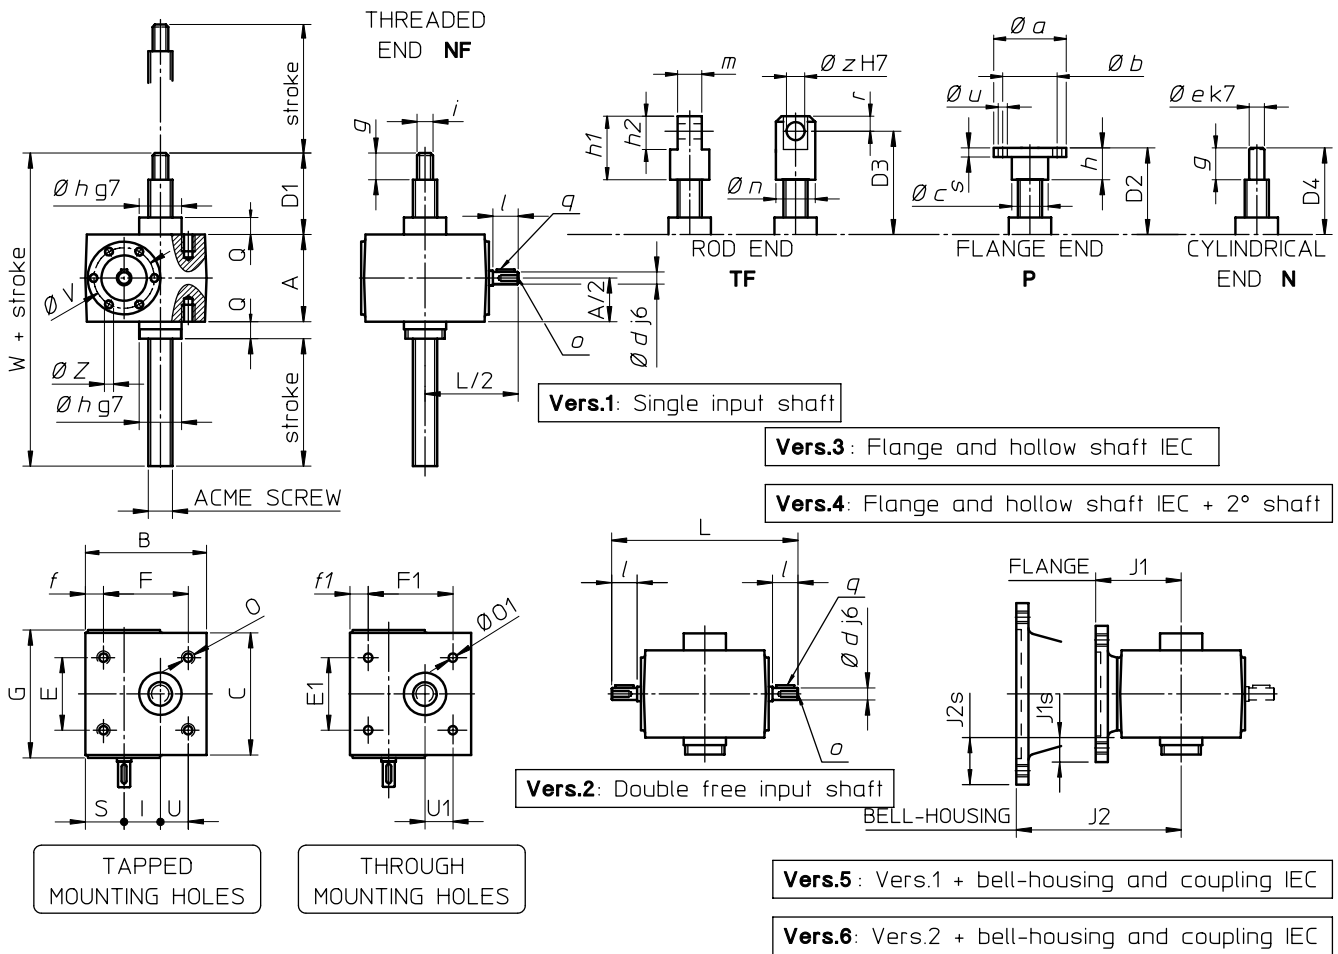 THREADED
END NF
stroke
g
i
Ø h g7
D1
Q
A
Q
W + stroke
Ø V
Ø Z
Ø h g7
stroke
ACME SCREW
l
q
A/2
Ø d j6
o
L/2
m
h1
h2
Ø z H7
r
Ø n
D3
ROD END
TF
Ø a
Ø b
Ø u
s
Ø c
h
D2
FLANGE END
P
Ø e k7
g
D4
CYLINDRICAL
END N
Vers.1: Single input shaft
Vers.3: Flange and hollow shaft IEC
Vers.4: Flange and hollow shaft IEC + 2° shaft
B
f
F
O
G
E
C
S
I
U
TAPPED
MOUNTING HOLES
f1
F1
Ø O1
E1
U1
THROUGH
MOUNTING HOLES
L
l
l
q
Ø d j6
o
Vers.2: Double free input shaft
FLANGE
J1
J2s
J1s
BELL-HOUSING
J2
Vers.5: Vers.1 + bell-housing and coupling IEC
Vers.6: Vers.2 + bell-housing and coupling IEC